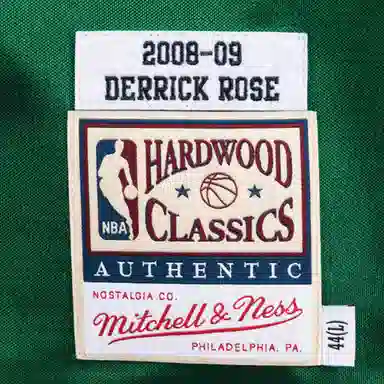 2008-09
DERRICK ROSE
HARDWOOD
CLASSICS
NBA
AUTHENTIC
NOSTALGIA CO.
Mitchell & Ness
PHILADELPHIA, PA.
44(L)